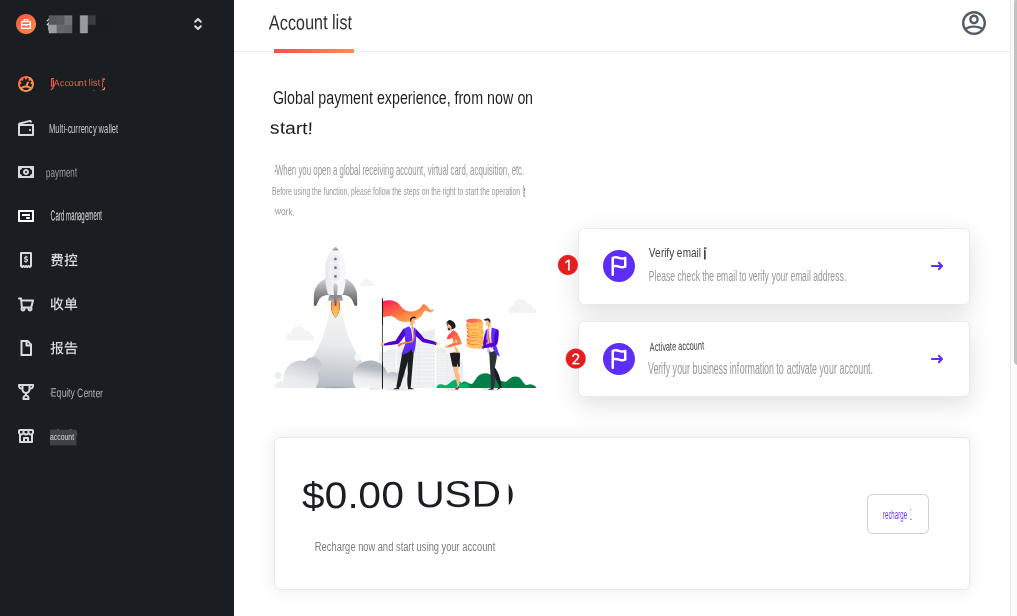 Account list
Account list
Multi-currency wallet
payment
Card management
费控
收单
报告
Equity Center
account
Global payment experience, from now on
start!
When you open a global receiving account, virtual card, acquisition, etc.
Before using the function, please follow the steps on the right to start the operation
work.
1
Verify email
Please check the email to verify your email address.
2
Activate account
Verify your business information to activate your account.
$0.00 USD
recharge
Recharge now and start using your account